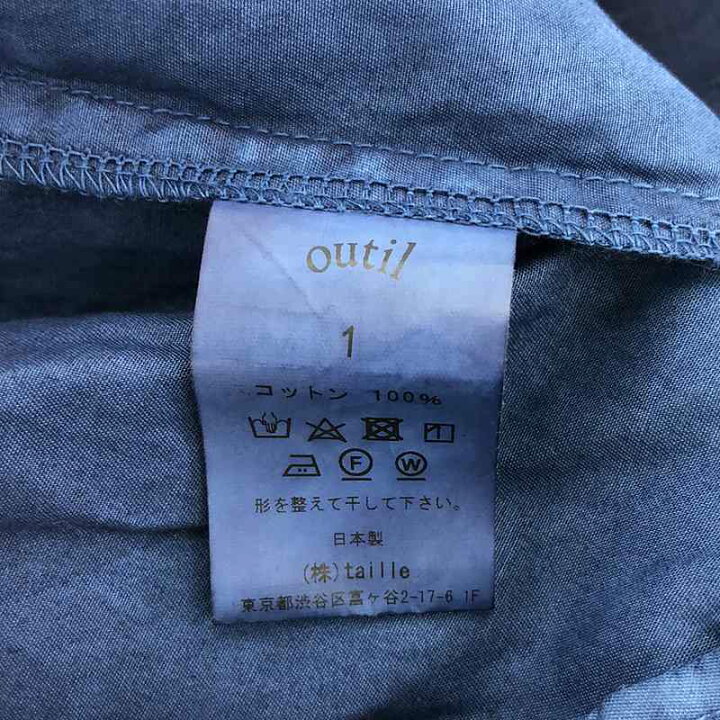 outil
1
コットン 100%
F W
形を整えて干して下さい。
日本製
(株)taille
東京都渋谷区富ヶ谷2-17-6 1F